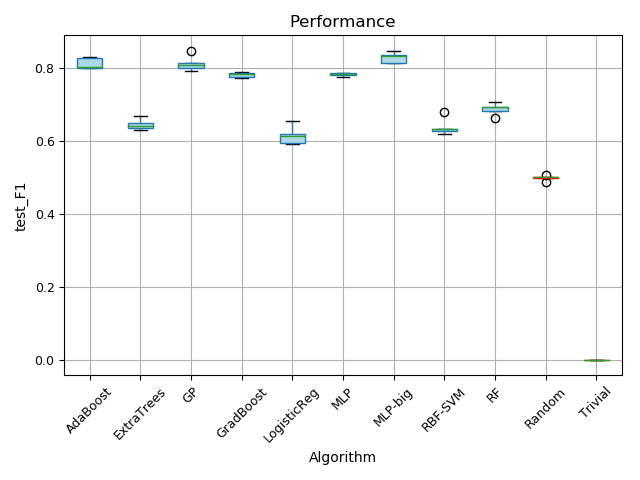 Performance
test_F1
0.8
0.6
0.4
0.2
0.0
AdaBoost
ExtraTrees
GP
GradBoost
LogisticReg
MLP
MLP-big
RBF-SVM
RF
Random
Trivial
Algorithm